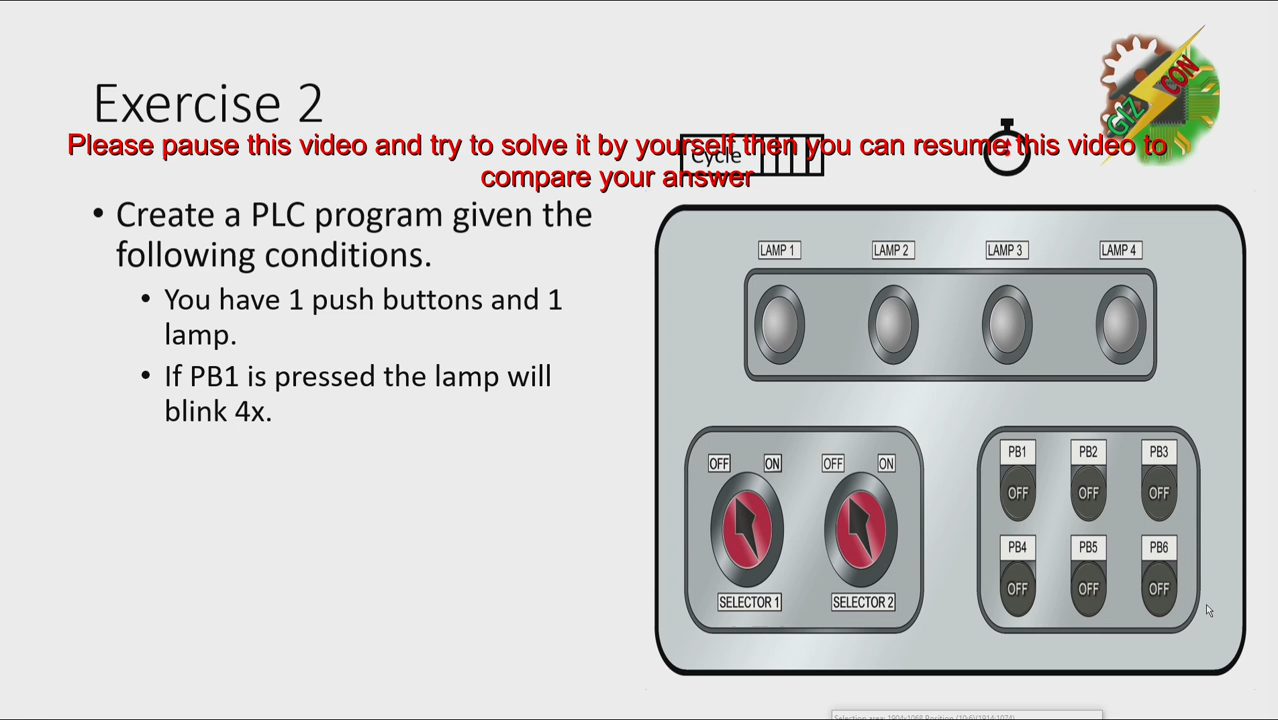 Exercise 2
Please pause this video and try to solve it by yourself then you can resume this video to
compare your answer
Cycle
GIZ
CON
• Create a PLC program given the
following conditions.
• You have 1 push buttons and 1
lamp.
• If PB1 is pressed the lamp will
blink 4x.
LAMP 1 LAMP 2 LAMP 3 LAMP 4
OFF ON OFF ON
SELECTOR 1 SELECTOR 2
PB1 PB2 PB3
OFF OFF OFF
PB4 PB5 PB6
OFF OFF OFF